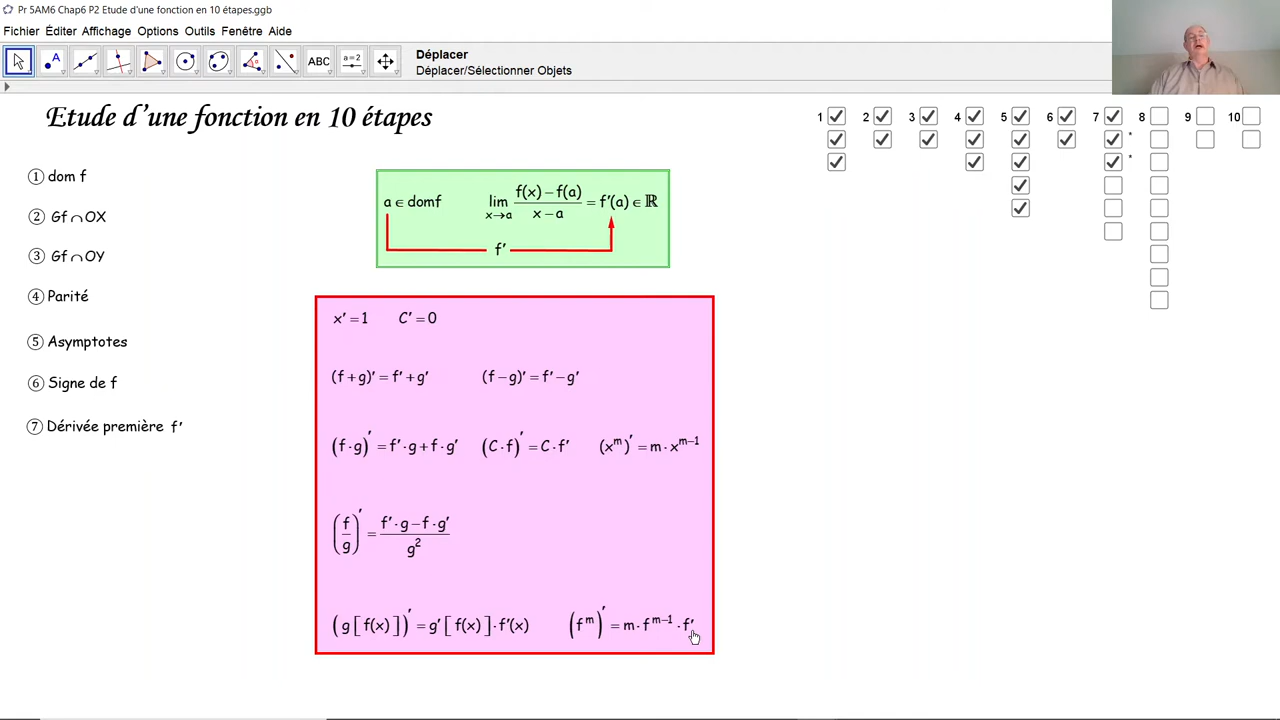 Pr 5AM6 Chap6 P2 Etude d'une fonction en 10 étapes.ggb
Fichier Éditer Affichage Options Outils Fenêtre Aide
A
ABC
a=2
Déplacer
Déplacer/Sélectionner Objets
Etude d'une fonction en 10 étapes
1 2 3 4 5 6 7 8 9 10
*
*
① dom f
② Gf ∩ OX
③ Gf ∩ OY
④ Parité
⑤ Asymptotes
⑥ Signe de f
⑦ Dérivée première f'
a ∈ domf lim x→a (f(x) − f(a))/(x − a) = f'(a) ∈ ℝ
f'
x' = 1 C' = 0
(f + g)' = f' + g' (f − g)' = f' − g'
(f · g)' = f' · g + f · g' (C · f)' = C · f' (x^m)' = m · x^(m−1)
(f/g)' = (f' · g − f · g')/g²
(g[f(x)])' = g'[f(x)] · f'(x) (f^m)' = m · f^(m−1) · f'